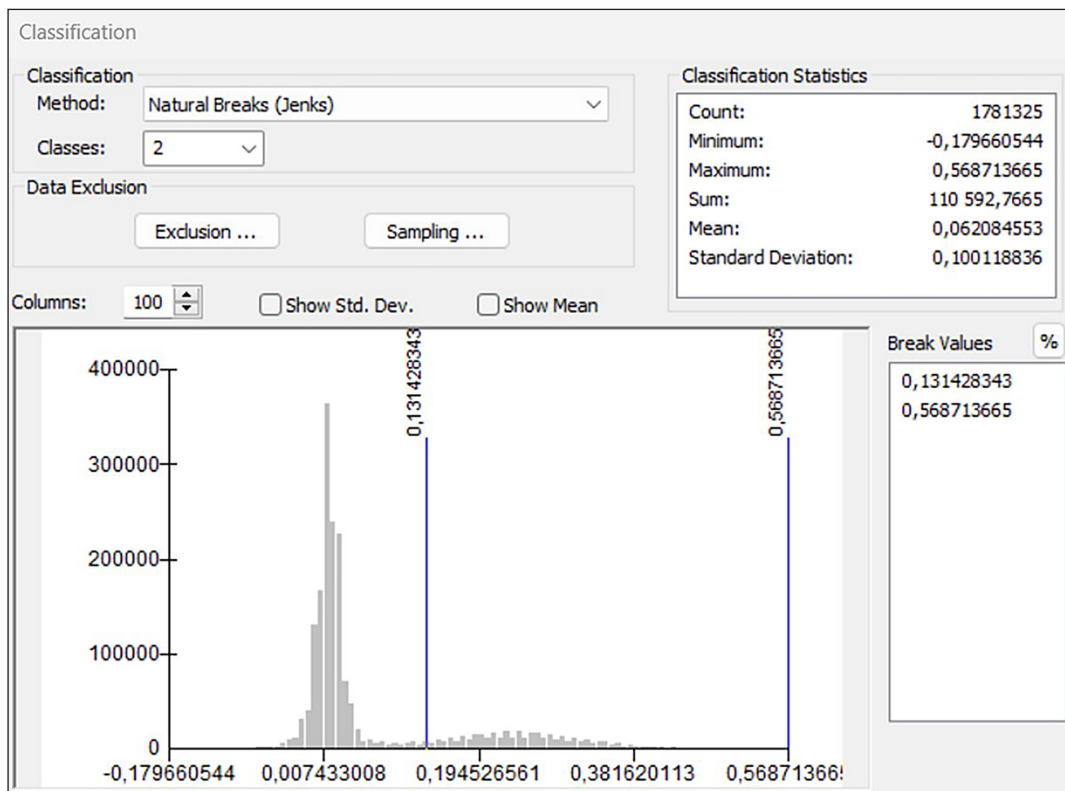 Classification
Classification
Method: Natural Breaks (Jenks)
Classes: 2
Data Exclusion
Exclusion ...
Sampling ...
Classification Statistics
Count: 1781325
Minimum: -0,179660544
Maximum: 0,568713665
Sum: 110 592,7665
Mean: 0,062084553
Standard Deviation: 0,100118836
Columns: 100
Show Std. Dev.
Show Mean
Break Values %
0,131428343
0,568713665
0,131428343
0,568713665
400000
300000
200000
100000
0
-0,179660544 0,007433008 0,194526561 0,381620113 0,568713665